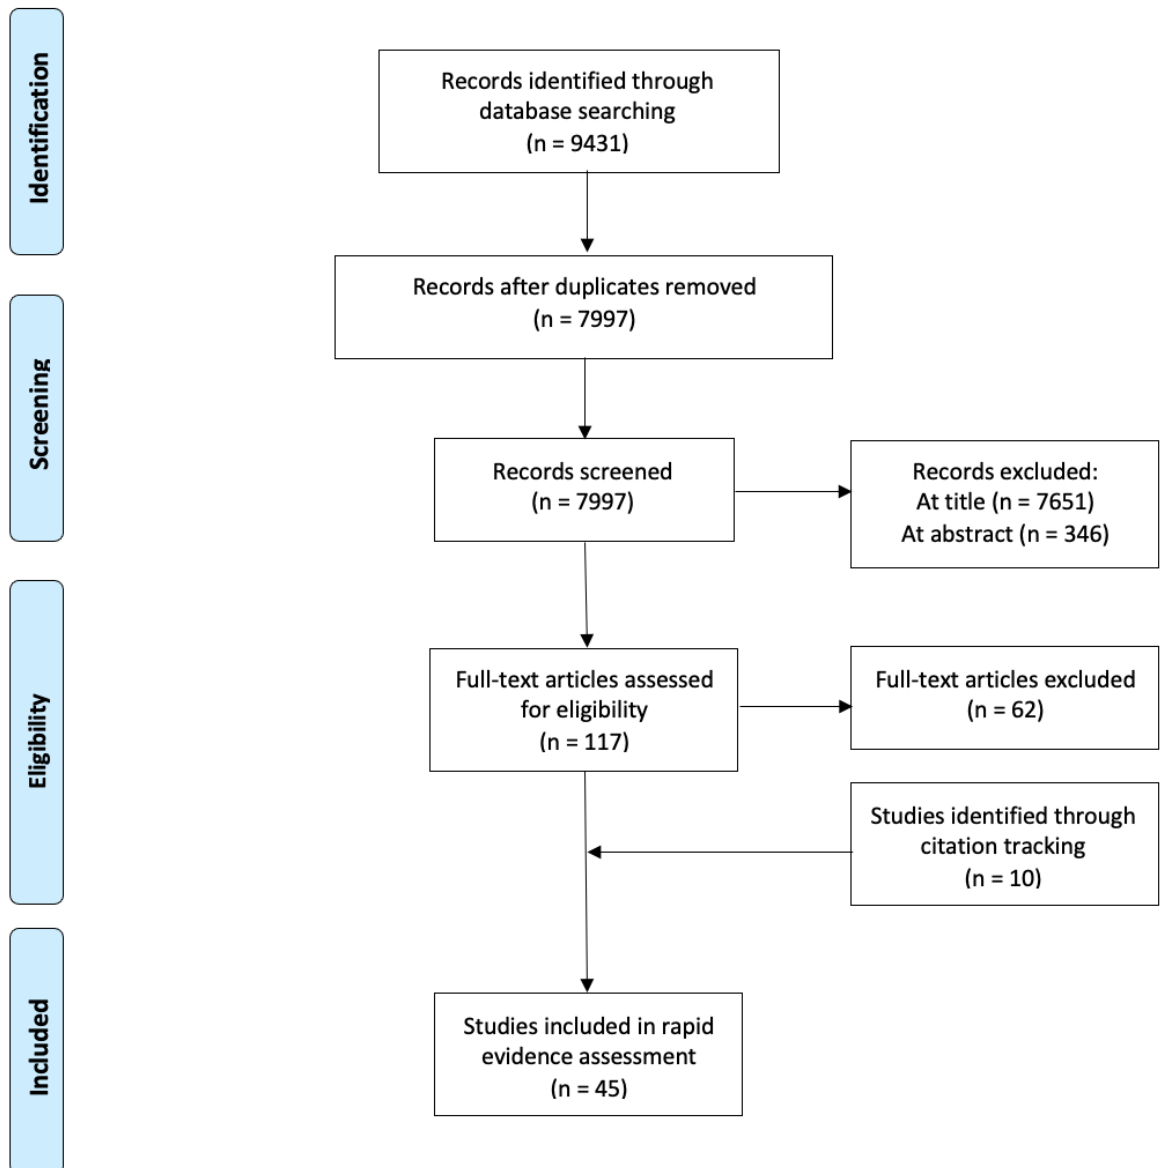 Identification
Records identified through
database searching
(n = 9431)
Records after duplicates removed
(n = 7997)
Screening
Records screened
(n = 7997)
Records excluded:
At title (n = 7651)
At abstract (n = 346)
Eligibility
Full-text articles assessed
for eligibility
(n = 117)
Full-text articles excluded
(n = 62)
Studies identified through
citation tracking
(n = 10)
Included
Studies included in rapid
evidence assessment
(n = 45)